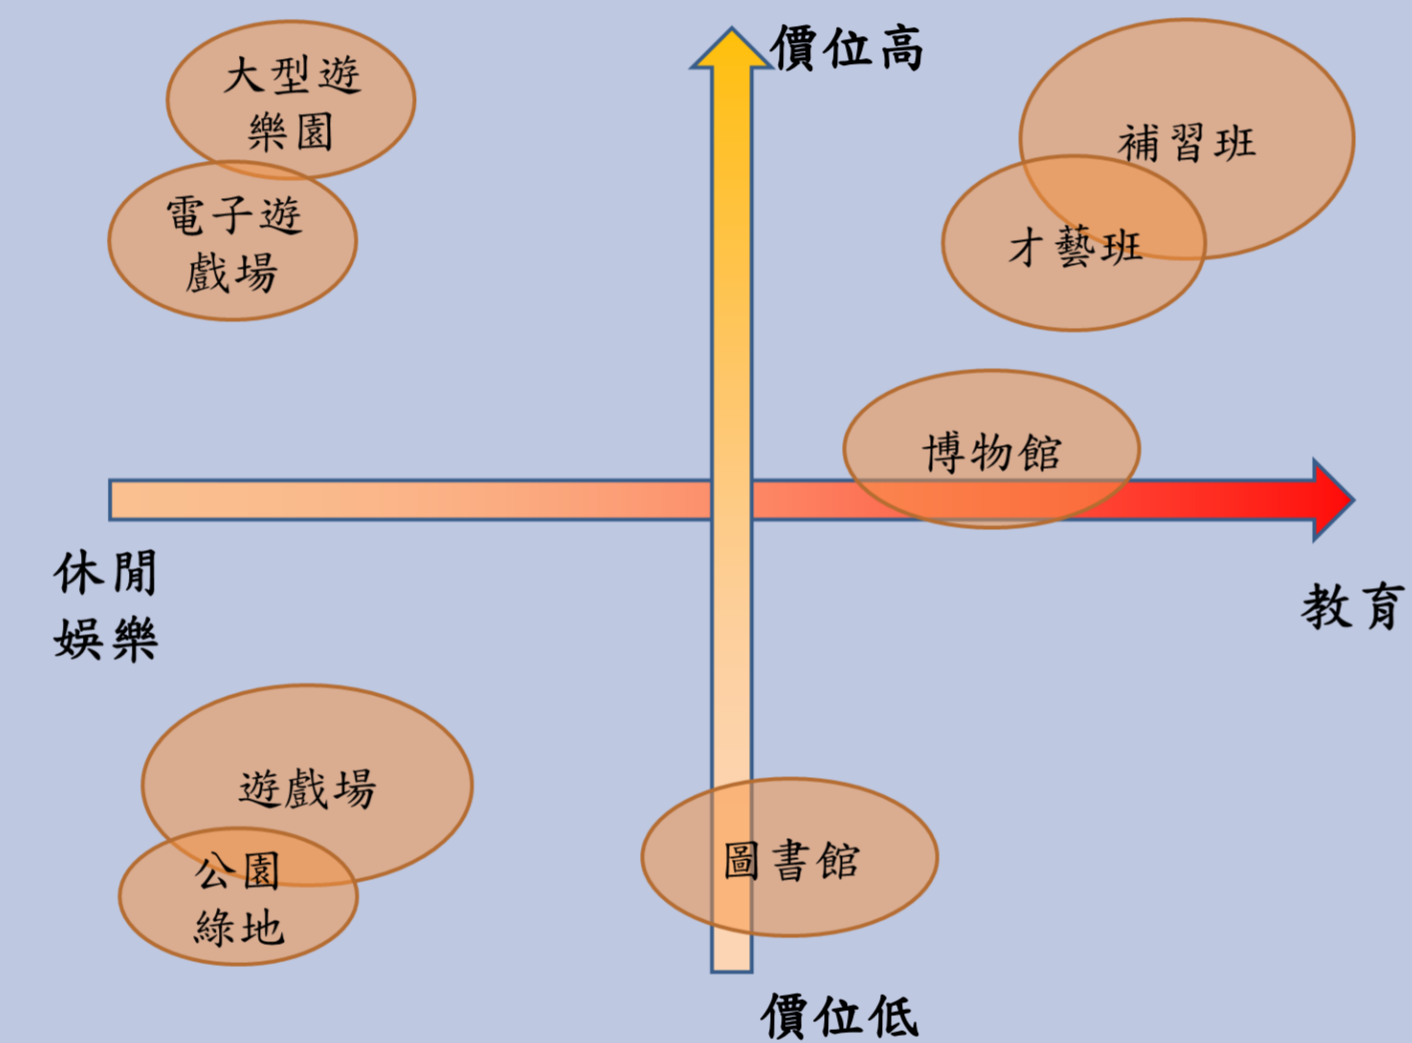 價位高
大型遊
樂園
電子遊
戲場
補習班
才藝班
博物館
休閒
娛樂
教育
遊戲場
公園
綠地
圖書館
價位低